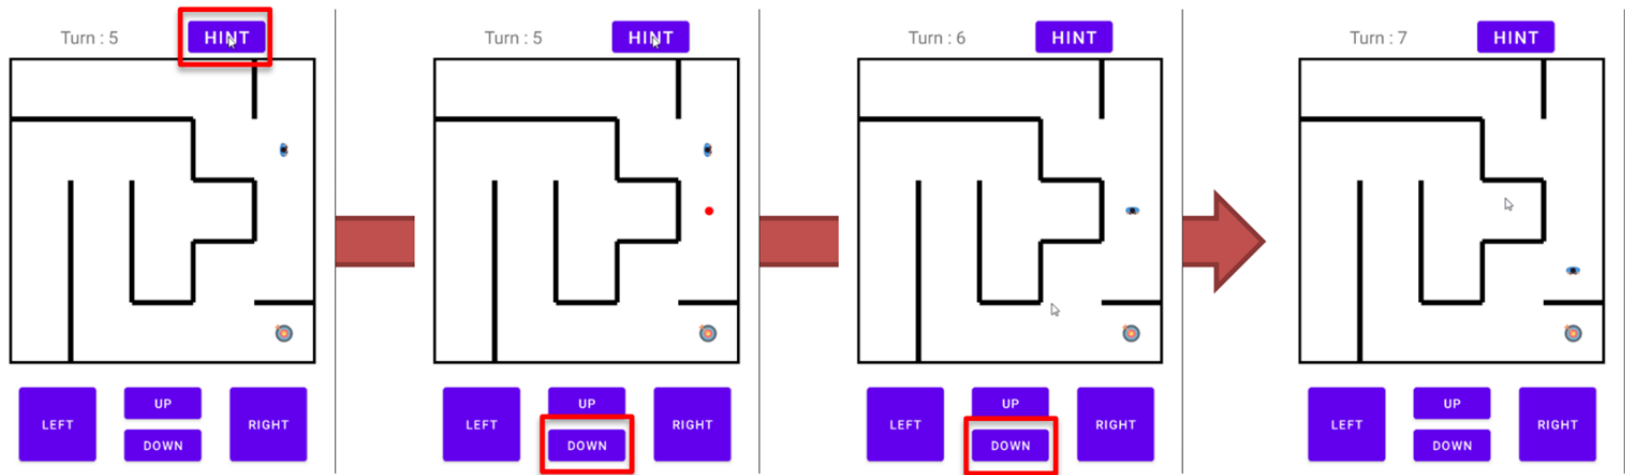 Turn : 5
HINT
LEFT
UP
DOWN
RIGHT
Turn : 5
HINT
LEFT
UP
DOWN
RIGHT
Turn : 6
HINT
LEFT
UP
DOWN
RIGHT
Turn : 7
HINT
LEFT
UP
DOWN
RIGHT